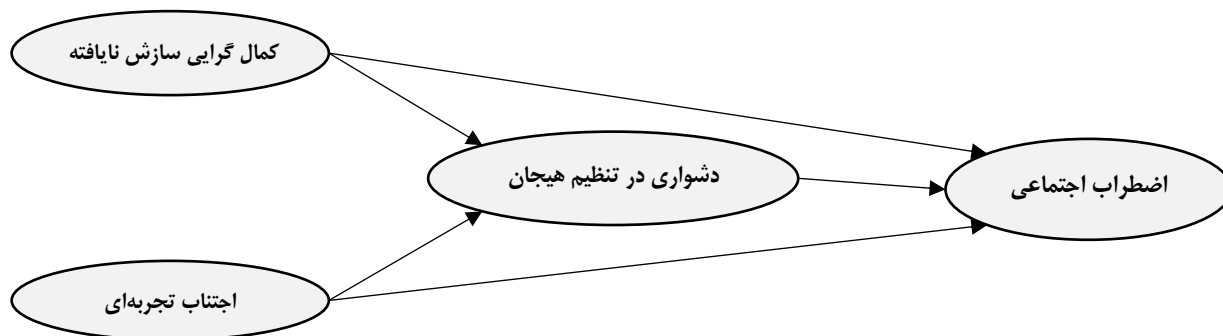 کمال گرایی سازش نایافته
دشواری در تنظیم هیجان
اضطراب اجتماعی
اجتناب تجربه‌ای